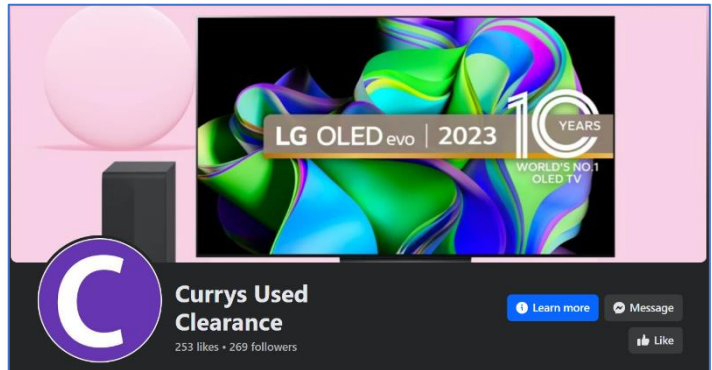 LG OLED evo | 2023
10
YEARS
WORLD'S NO.1
OLED TV
C
Currys Used
Clearance
253 likes • 269 followers
Learn more
Message
Like